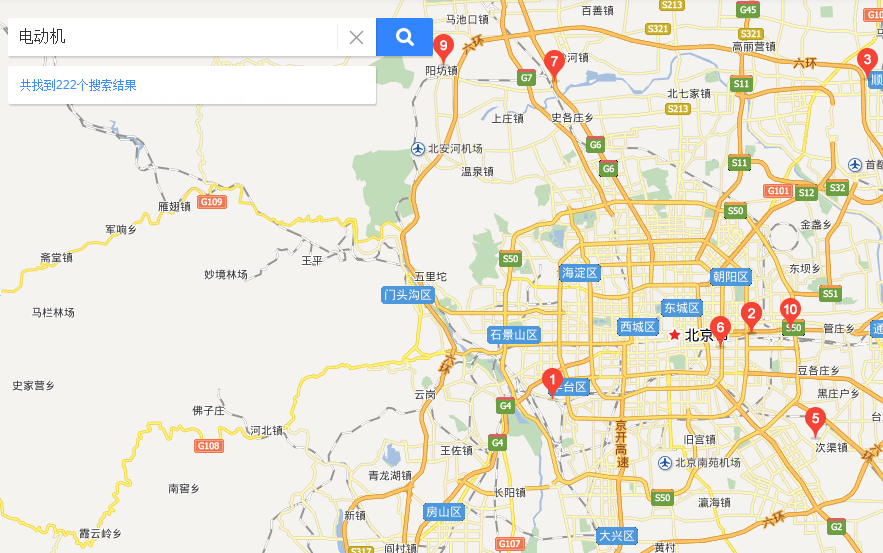 电动机
共找到222个搜索结果
马池口镇
百善镇
S213
G45
G10
S321
S321
高丽营镇
9
六环
阳坊镇
7
沙河镇
六环
3
顺
G7
S11
北七家镇
S213
上庄镇
史各庄乡
G6
北安河机场
G6
S11
首都
温泉镇
G101
S12
S32
雁翅镇
G109
S50
军响乡
金盏乡
斋堂镇
王平
S50
妙境林场
五里坨
海淀区
朝阳区
东坝乡
门头沟区
S51
马栏林场
东城区
10
2
石景山区
西城区
6
北京市
S50
管庄乡
通
六环
史家营乡
1
丰台区
豆各庄乡
云岗
黑庄户乡
佛子庄
G4
5
台
河北镇
京开高速
G108
G4
旧宫镇
次渠镇
王佐镇
北京南苑机场
六环
青龙湖镇
南窖乡
长阳镇
S50
瀛海镇
新镇
房山区
六环
G2
霞云岭乡
大兴区
S317
阎村镇
G107
黄村